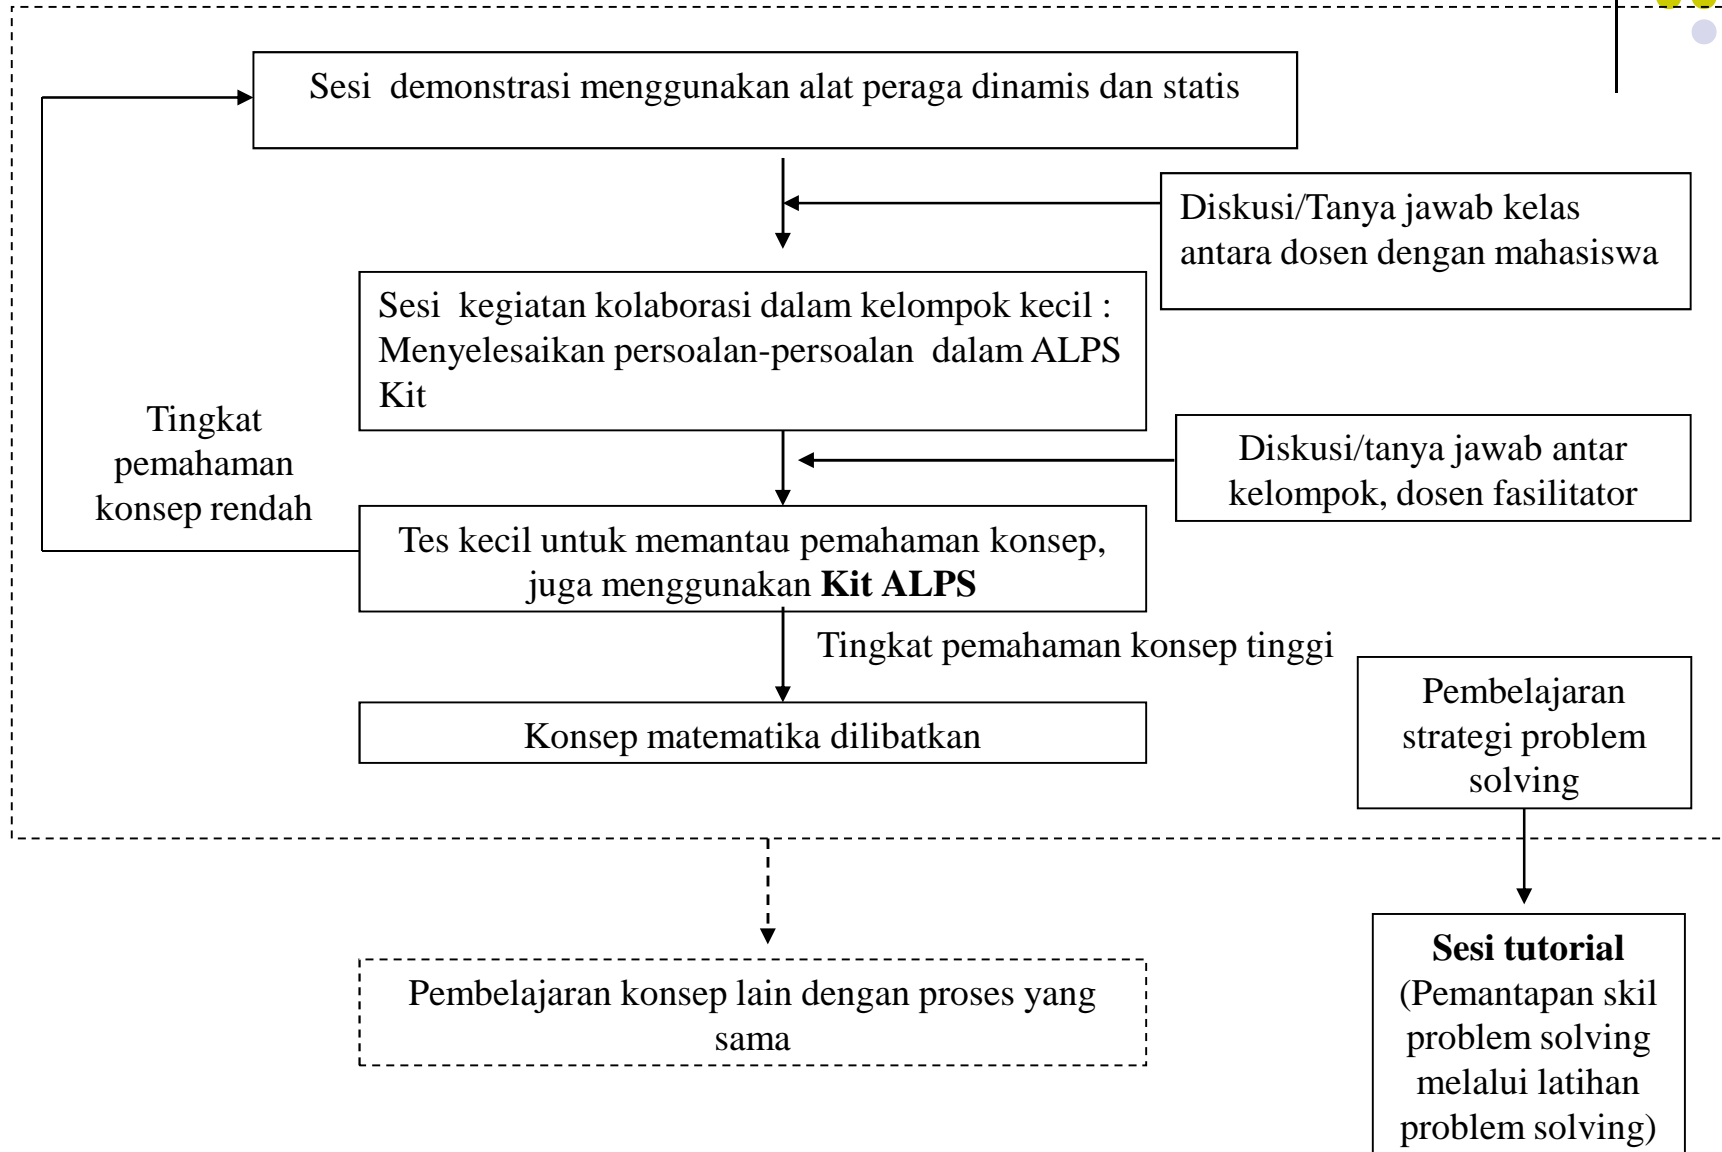 Sesi demonstrasi menggunakan alat peraga dinamis dan statis
Diskusi/Tanya jawab kelas
antara dosen dengan mahasiswa
Sesi kegiatan kolaborasi dalam kelompok kecil :
Menyelesaikan persoalan-persoalan dalam ALPS
Kit
Tingkat
pemahaman
konsep rendah
Diskusi/tanya jawab antar
kelompok, dosen fasilitator
Tes kecil untuk memantau pemahaman konsep,
juga menggunakan Kit ALPS
Tingkat pemahaman konsep tinggi
Konsep matematika dilibatkan
Pembelajaran
strategi problem
solving
Pembelajaran konsep lain dengan proses yang
sama
Sesi tutorial
(Pemantapan skil
problem solving
melalui latihan
problem solving)